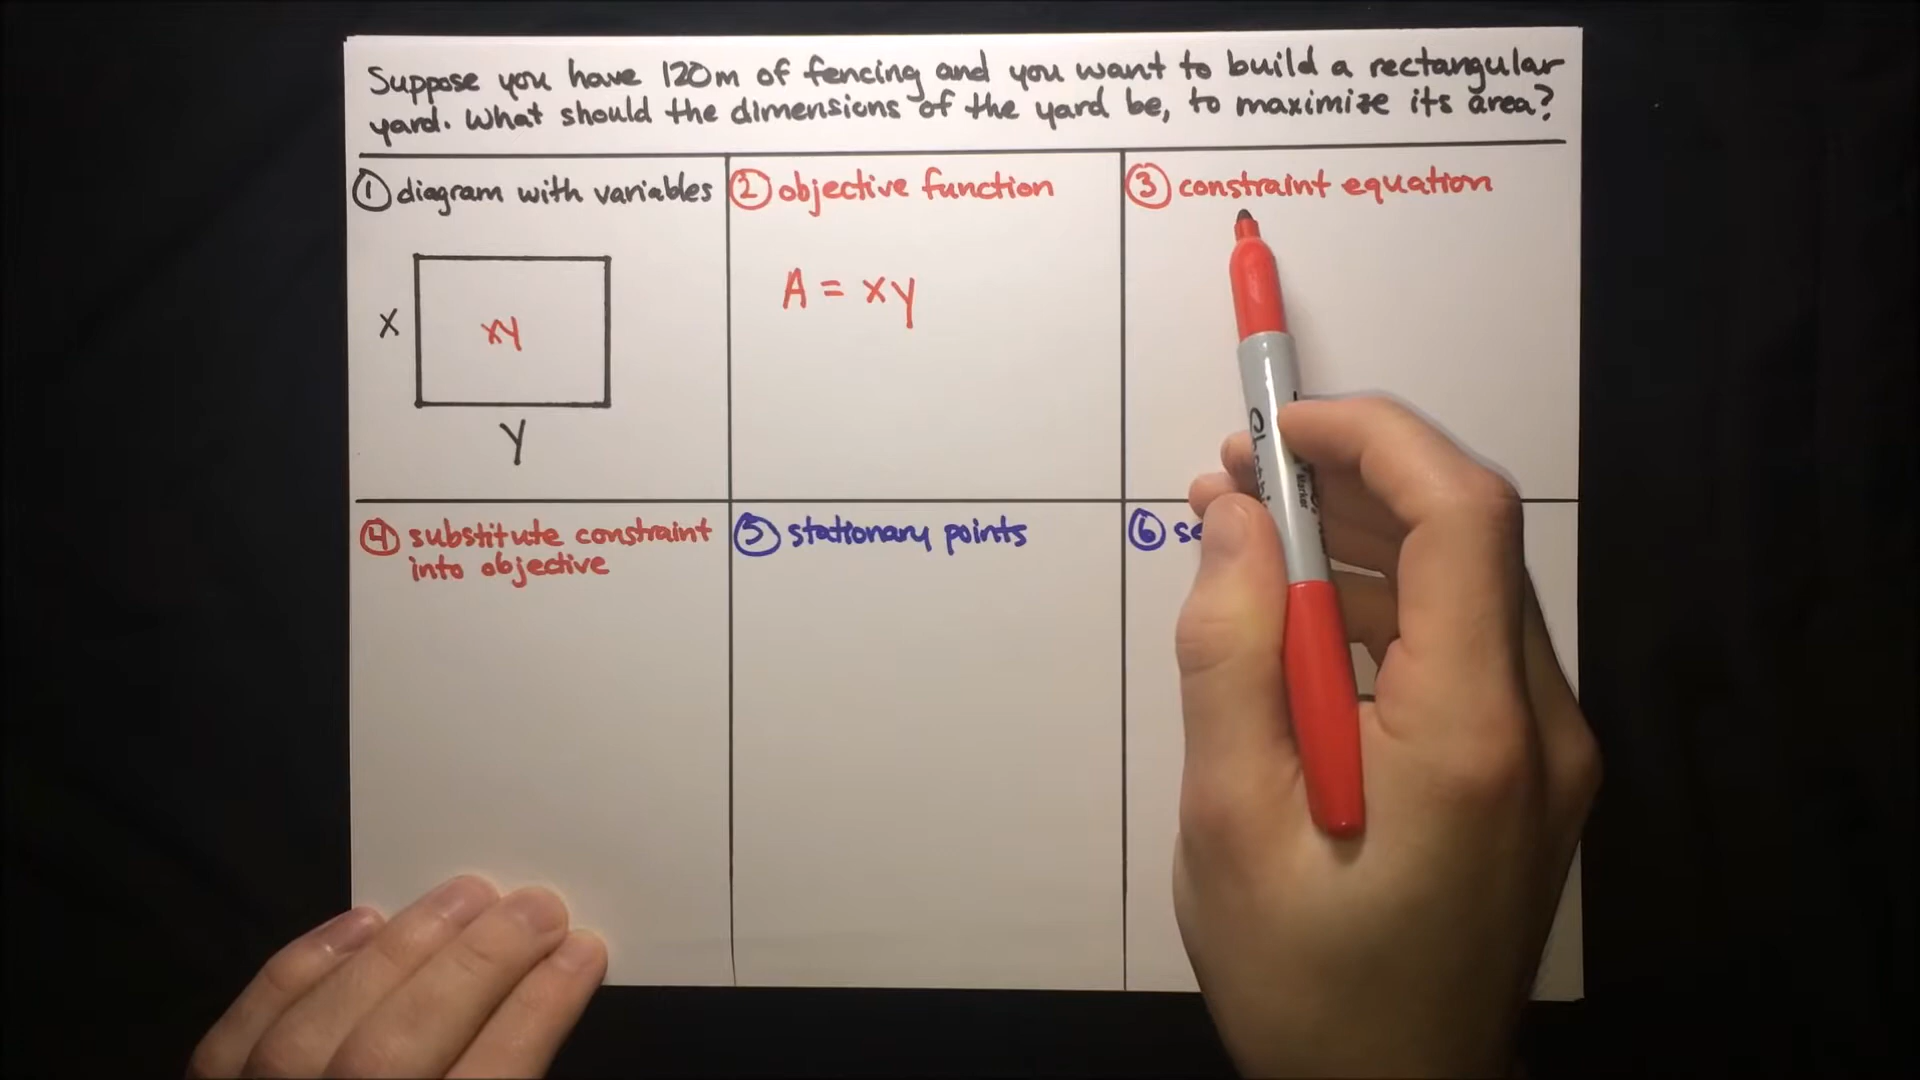 Suppose you have 120m of fencing and you want to build a rectangular
yard. What should the dimensions of the yard be, to maximize its area?
① diagram with variables
x
xy
y
② objective function
A = xy
③ constraint equation
④ substitute constraint
into objective
⑤ stationary points
⑥ se